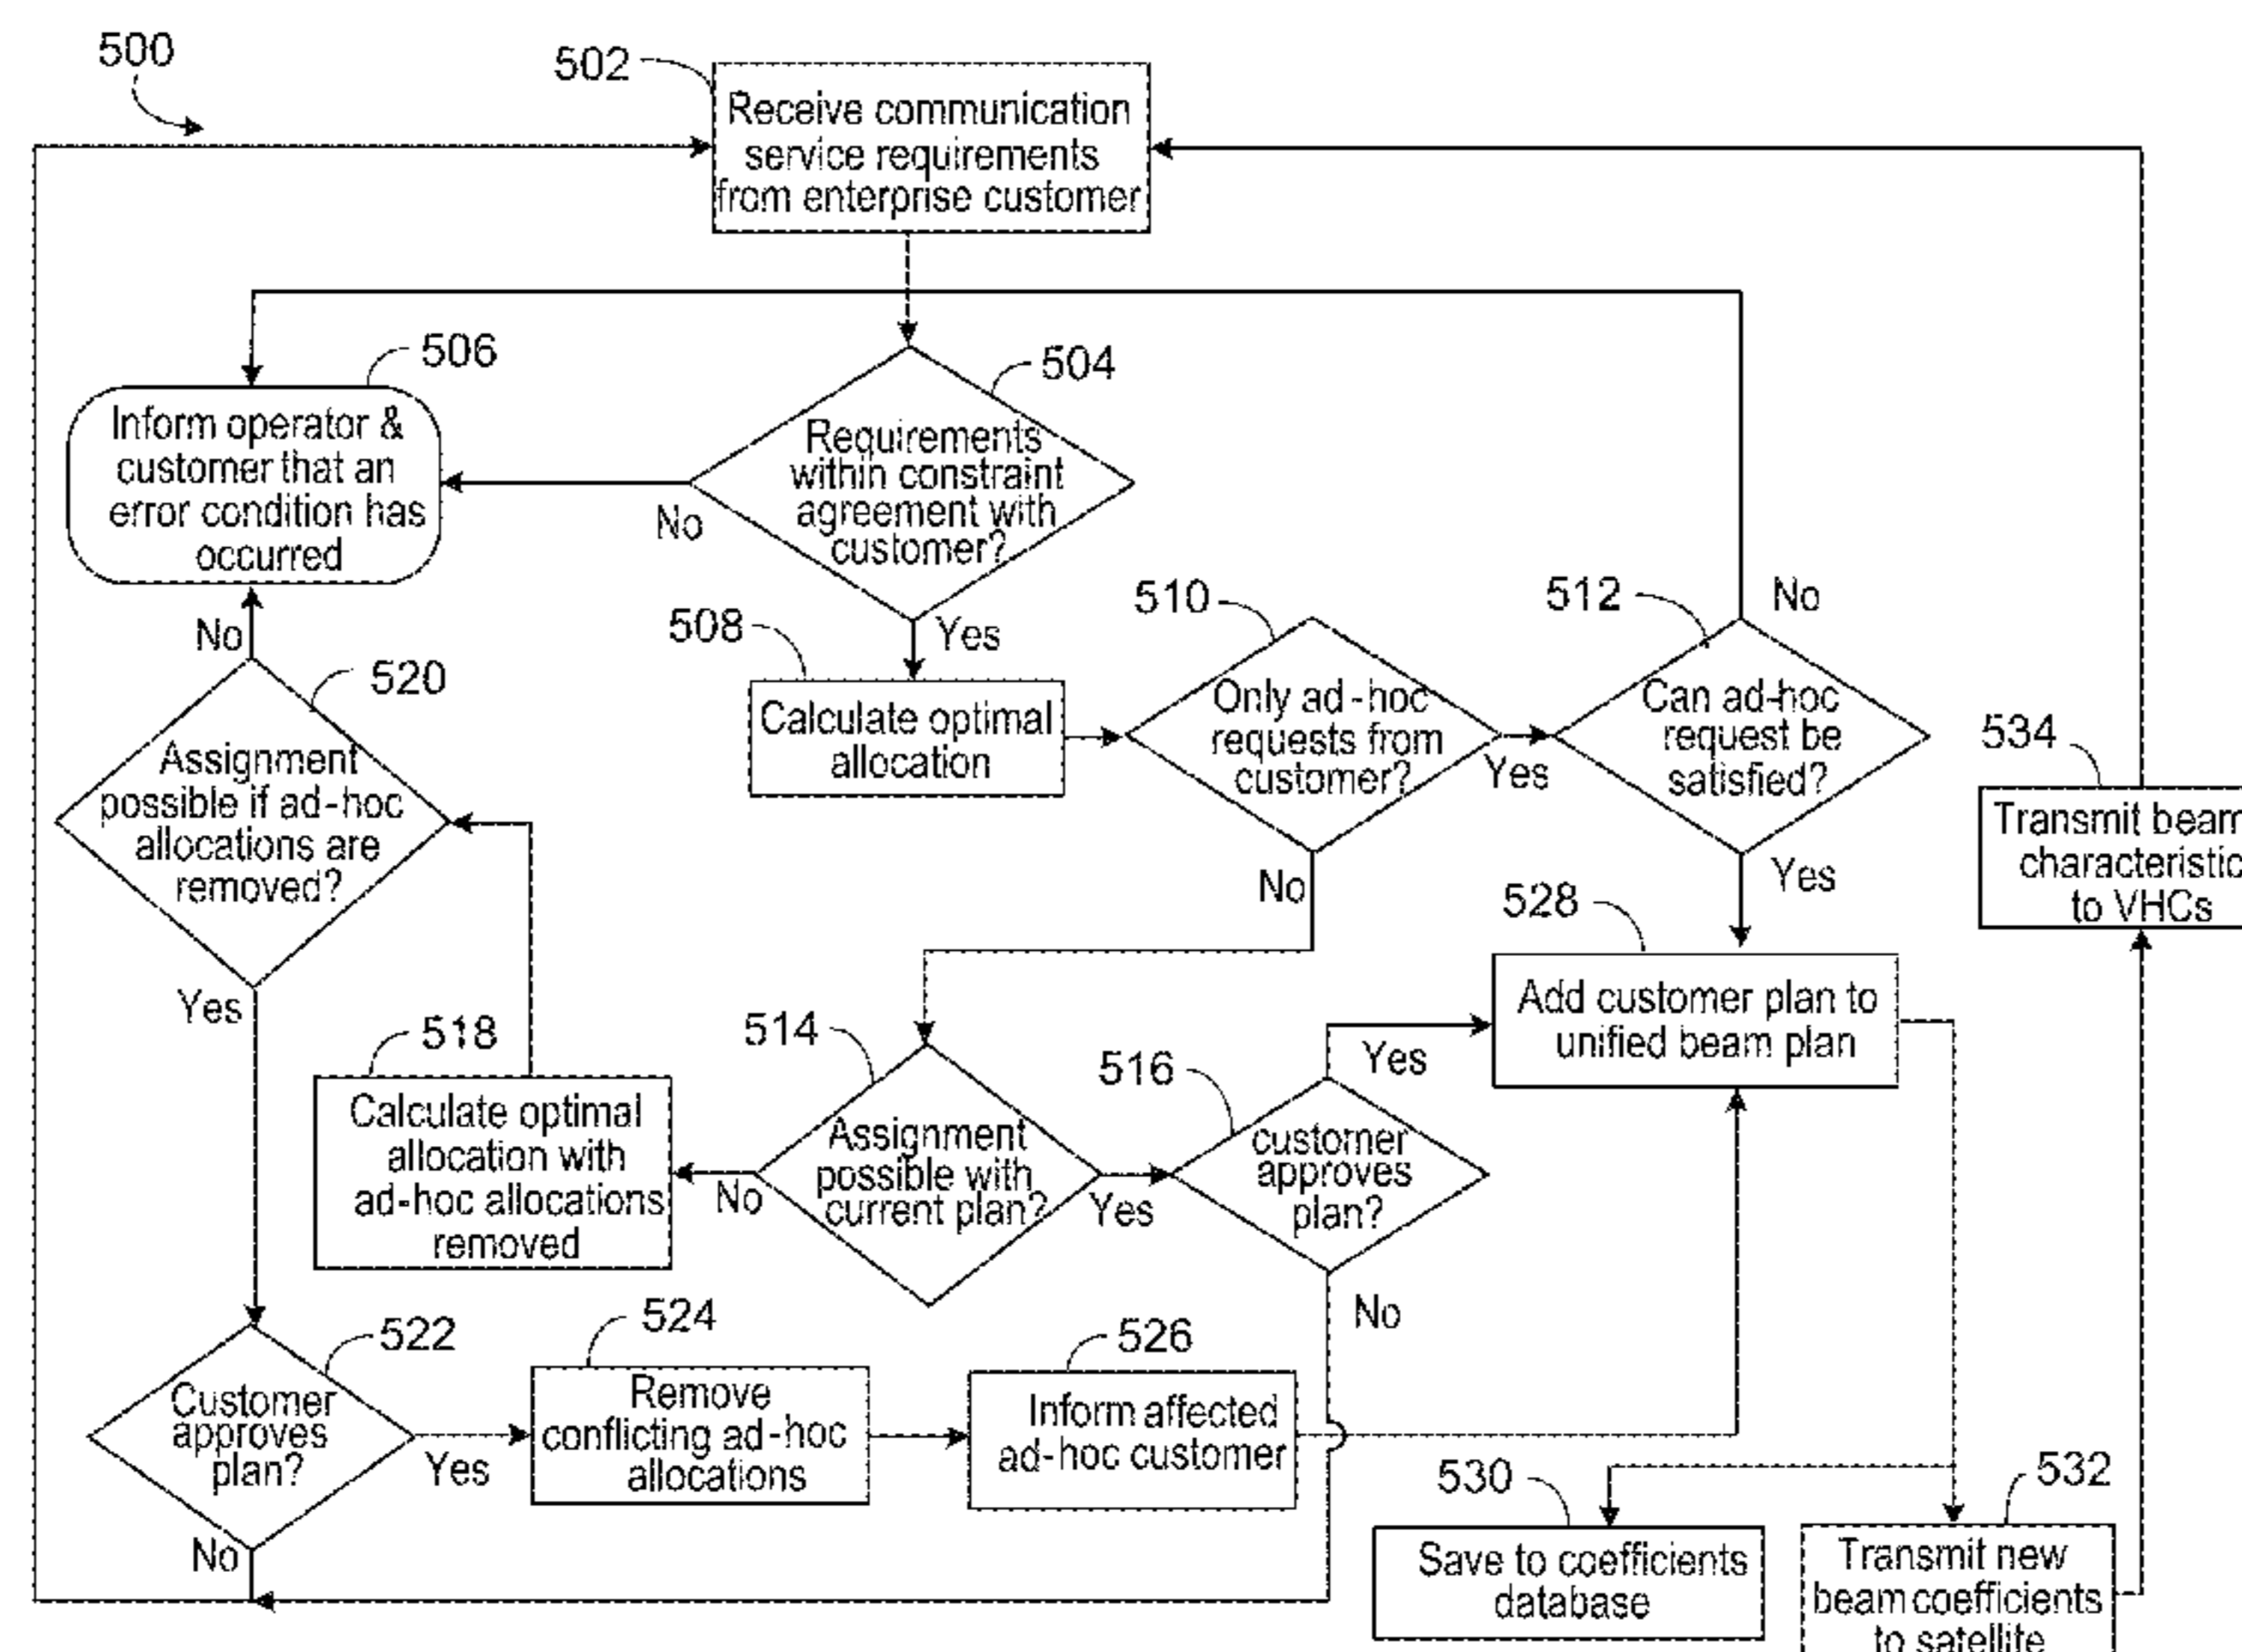 500
502
Receive communication
service requirements
from enterprise customer
506
Inform operator &
customer that an
error condition has
occurred
504
Requirements
within constraint
agreement with
customer?
No
Yes
508
Calculate optimal
allocation
510
Only ad-hoc
requests from
customer?
Yes
No
512
Can ad-hoc
request be
satisfied?
No
Yes
534
Transmit beam
characteristic
to VHCs
No
520
Assignment
possible if ad-hoc
allocations are
removed?
Yes
518
Calculate optimal
allocation with
ad-hoc allocations
removed
514
Assignment
possible with
current plan?
No
Yes
516
customer
approves
plan?
Yes
No
528
Add customer plan to
unified beam plan
522
Customer
approves
plan?
Yes
No
524
Remove
conflicting ad-hoc
allocations
526
Inform affected
ad-hoc customer
530
Save to coefficients
database
532
Transmit new
beam coefficients
to satellite